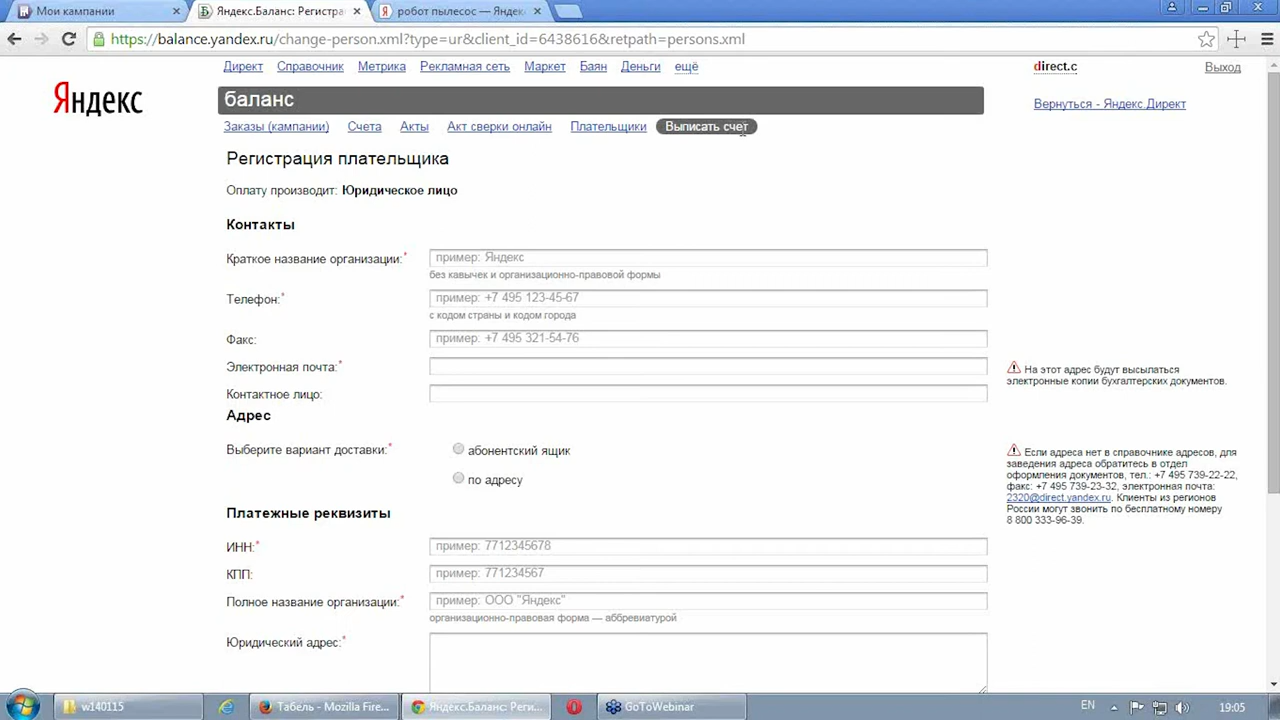 Мои кампании
Яндекс.Баланс: Регистра
робот пылесос — Яндек
https://balance.yandex.ru/change-person.xml?type=ur&client_id=6438616&retpath=persons.xml
Директ Справочник Метрика Рекламная сеть Маркет Баян Деньги ещё
direct.c
Выход
Яндекс
баланс
Вернуться - Яндекс.Директ
Заказы (кампании) Счета Акты Акт сверки онлайн Плательщики Выписать счет
Регистрация плательщика
Оплату производит: Юридическое лицо
Контакты
Краткое название организации:* пример: Яндекс
без кавычек и организационно-правовой формы
Телефон:* пример: +7 495 123-45-67
с кодом страны и кодом города
Факс: пример: +7 495 321-54-76
Электронная почта:*
На этот адрес будут высылаться
электронные копии бухгалтерских документов.
Контактное лицо:
Адрес
Выберите вариант доставки:* абонентский ящик
по адресу
Если адреса нет в справочнике адресов, для
заведения адреса обратитесь в отдел
оформления документов, тел.: +7 495 739-22-22,
факс: +7 495 739-23-32, электронная почта:
2320@direct.yandex.ru. Клиенты из регионов
России могут звонить по бесплатному номеру
8 800 333-96-39.
Платежные реквизиты
ИНН:* пример: 7712345678
КПП: пример: 771234567
Полное название организации:* пример: ООО "Яндекс"
организационно-правовая форма — аббревиатурой
Юридический адрес:*
w140115
Табель - Mozilla Fire...
Яндекс.Баланс: Реги...
GoToWebinar
EN
19:05